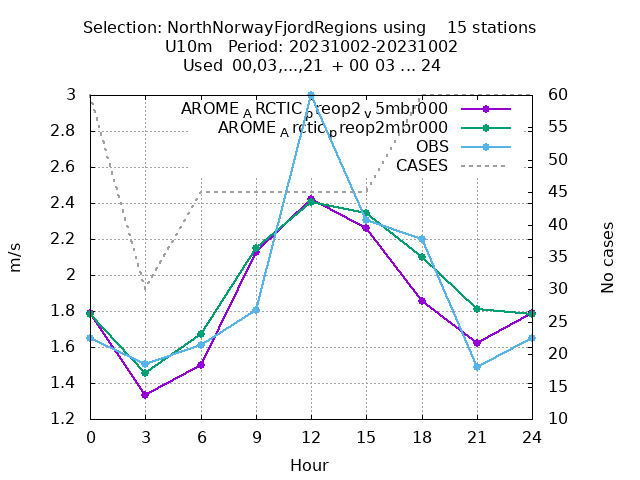 Selection: NorthNorwayFjordRegions using 15 stations
U10m Period: 20231002-20231002
Used 00,03,...,21 + 00 03 ... 24
AROME_ARCTIC_preop2_v5mbr000
AROME_Arctic_preop2mbr000
OBS
CASES
3
2.8
2.6
2.4
2.2
2
1.8
1.6
1.4
1.2
m/s
60
55
50
45
40
35
30
25
20
15
10
No cases
0 3 6 9 12 15 18 21 24
Hour